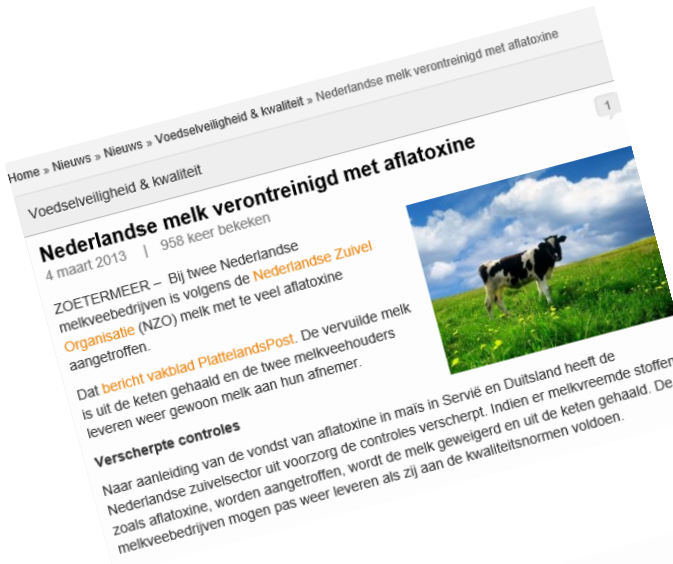 Home » Nieuws » Nieuws » Voedselveiligheid & kwaliteit » Nederlandse melk verontreinigd met aflatoxine
Voedselveiligheid & kwaliteit
1
Nederlandse melk verontreinigd met aflatoxine
4 maart 2013 | 958 keer bekeken
ZOETERMEER – Bij twee Nederlandse
melkveebedrijven is volgens de Nederlandse Zuivel
Organisatie (NZO) melk met te veel aflatoxine
aangetroffen.
Dat bericht vakblad PlattelandsPost. De vervuilde melk
is uit de keten gehaald en de twee melkveehouders
leveren weer gewoon melk aan hun afnemer.
Verscherpte controles
Naar aanleiding van de vondst van aflatoxine in maïs in Servië en Duitsland heeft de
Nederlandse zuivelsector uit voorzorg de controles verscherpt. Indien er melkvreemde stoffen
zoals aflatoxine, worden aangetroffen, wordt de melk geweigerd en uit de keten gehaald. De
melkveebedrijven mogen pas weer leveren als zij aan de kwaliteitsnormen voldoen.